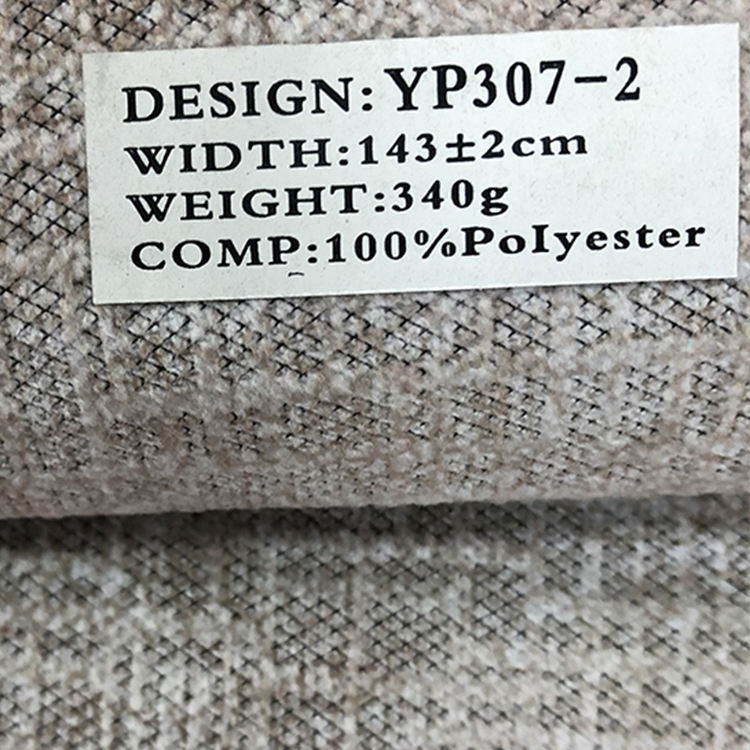 DESIGN:YP307-2
WIDTH:143±2cm
WEIGHT:340g
COMP:100%Polyester